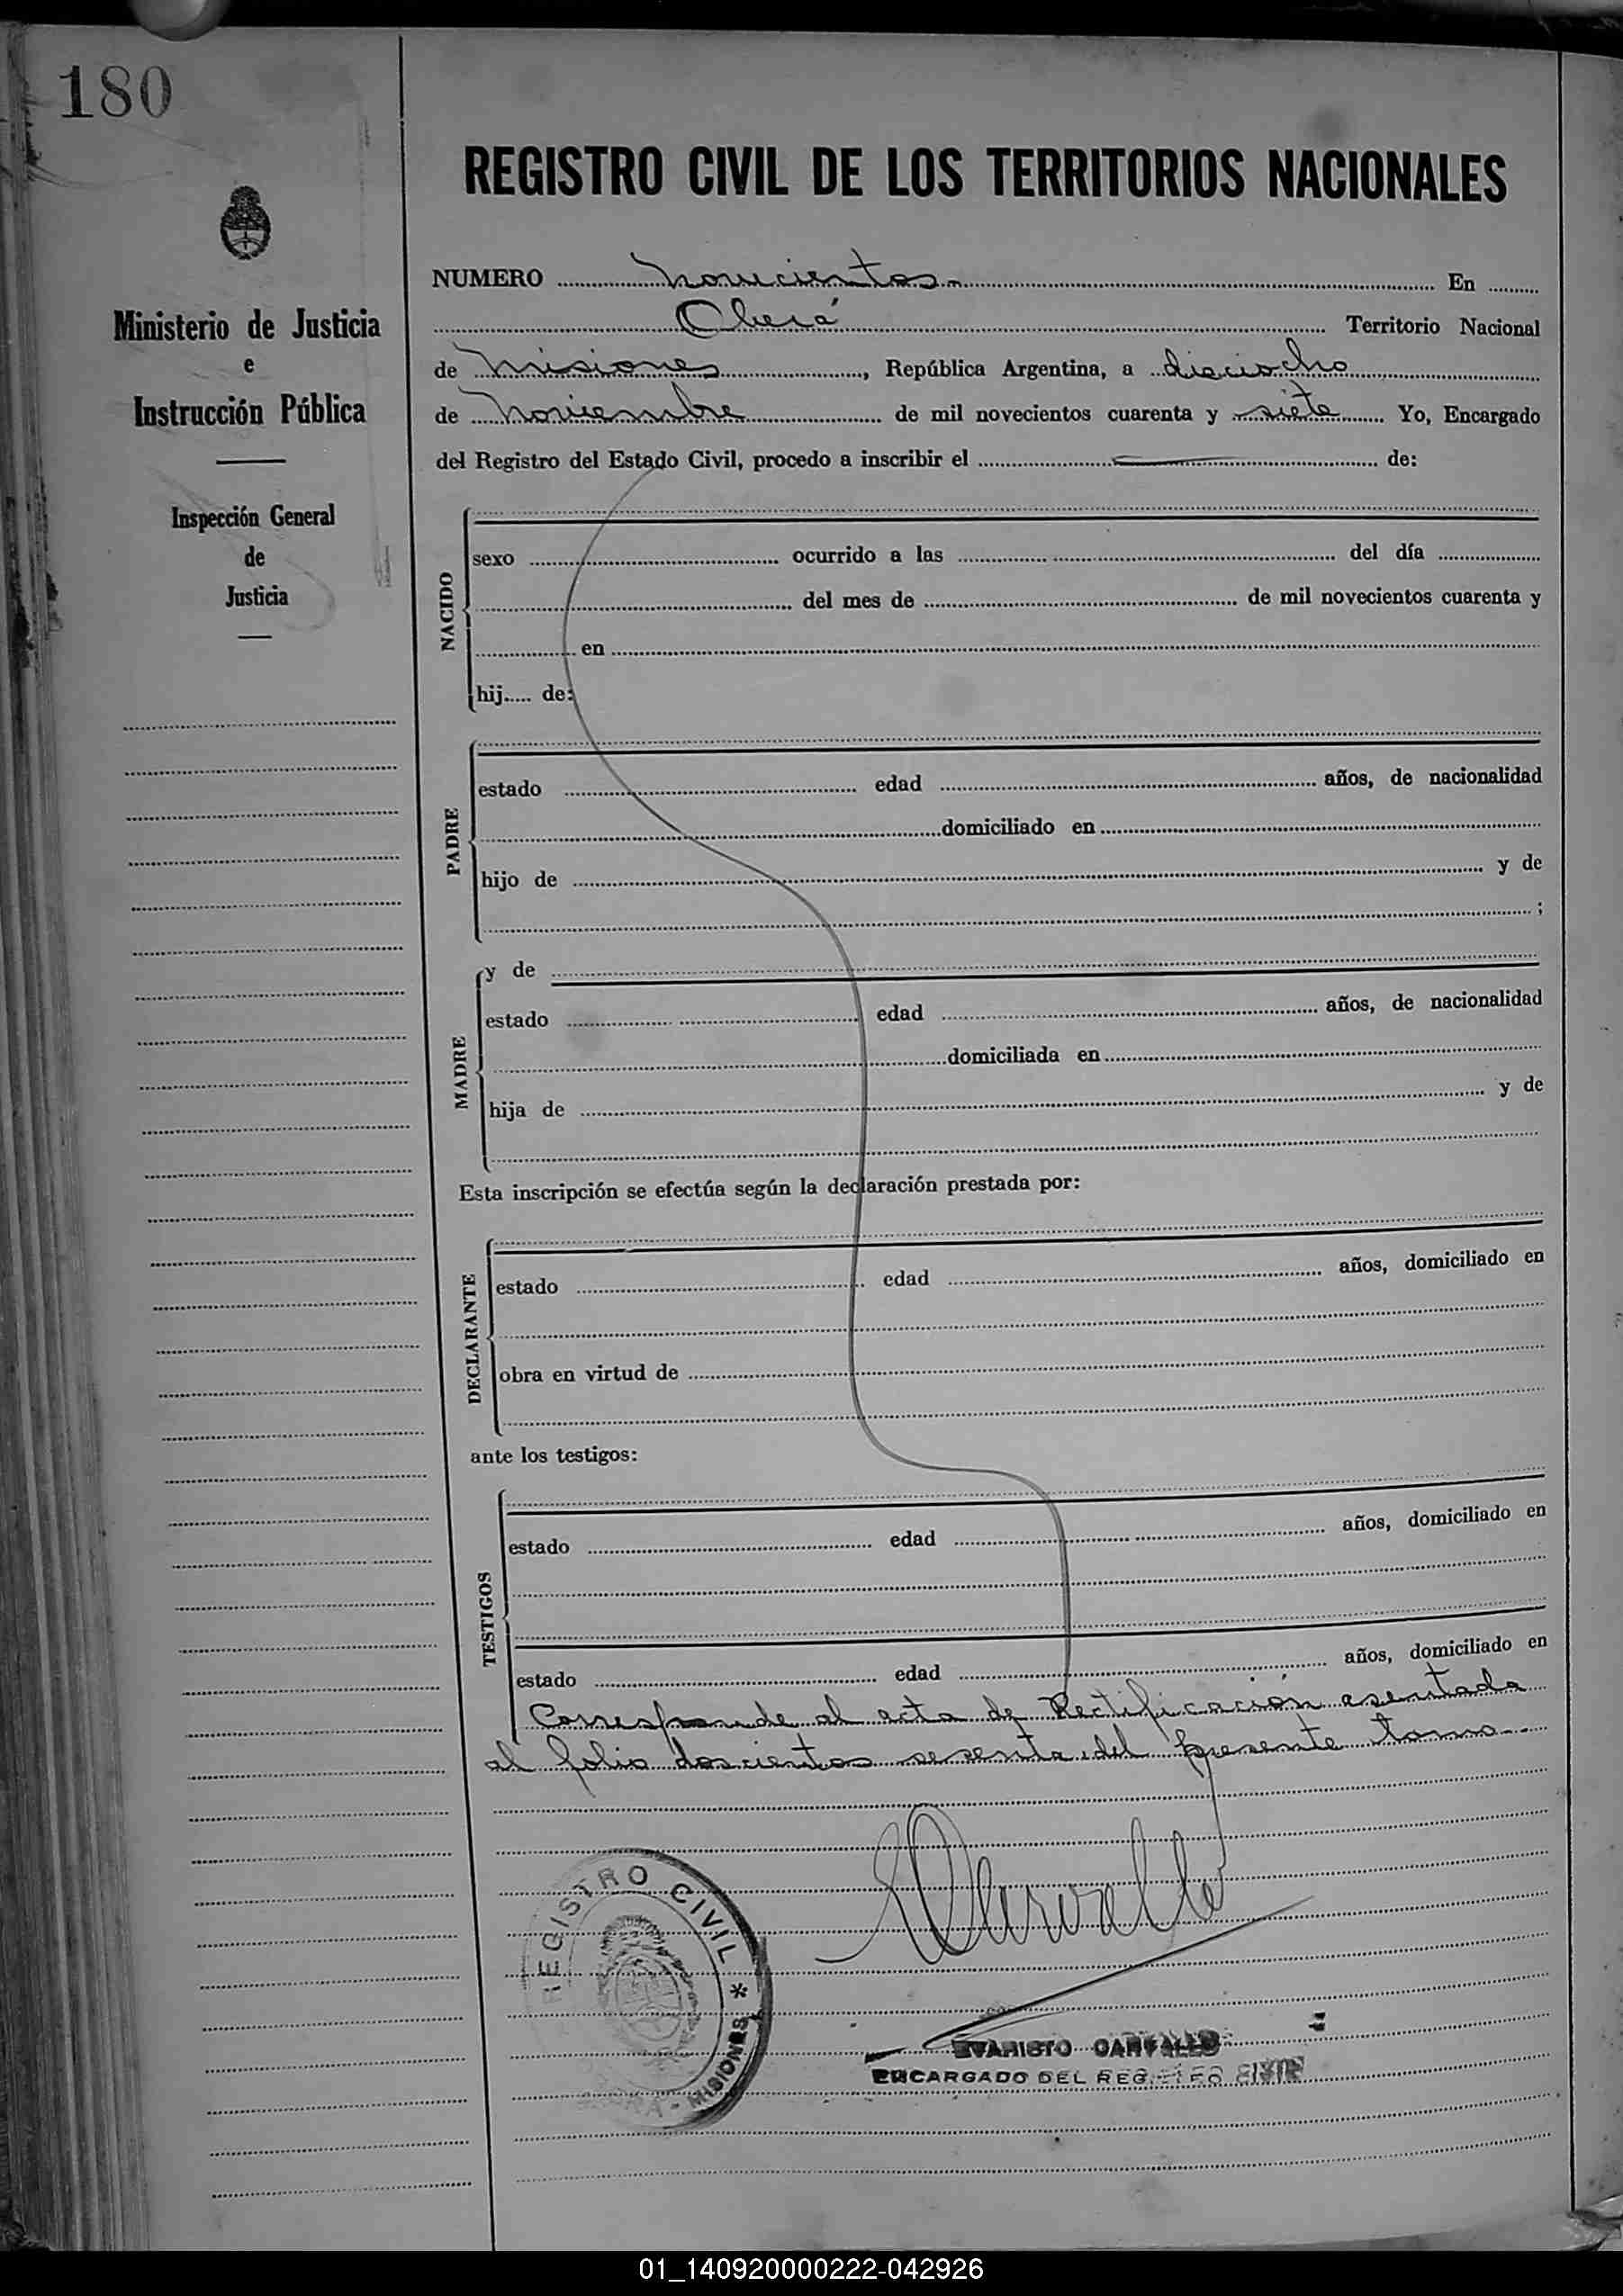 180
Ministerio de Justicia
e
Instrucción Pública
Inspección General
de
Justicia
REGISTRO CIVIL DE LOS TERRITORIOS NACIONALES
NUMERO novecientos En
Oberá Territorio Nacional
de Misiones, República Argentina, a dieciocho
de Noviembre de mil novecientos cuarenta y siete Yo, Encargado
del Registro del Estado Civil, procedo a inscribir el de:
NACIDO
sexo ocurrido a las del día
del mes de de mil novecientos cuarenta y
en
hij..... de:
PADRE
estado edad años, de nacionalidad
domiciliado en
hijo de y de
;
MADRE
y de
estado edad años, de nacionalidad
domiciliada en
hija de y de
Esta inscripción se efectúa según la declaración prestada por:
DECLARANTE
estado edad años, domiciliado en
obra en virtud de
ante los testigos:
TESTIGOS
estado edad años, domiciliado en
estado edad años, domiciliado en
Corresponde al acta de Rectificación asentada
al folio doscientos sesenta del presente tomo
REGISTRO CIVIL * MISIONES
EVARISTO CARVALLO
ENCARGADO DEL REGISTRO CIVIL
01_140920000222-042926